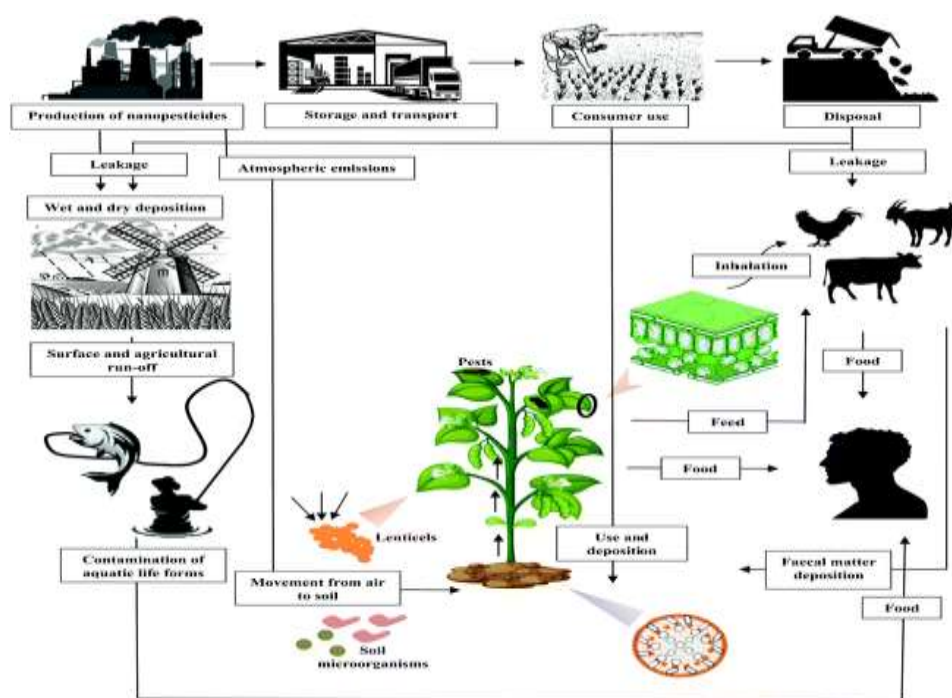 Production of nanopesticides
Storage and transport
Consumer use
Disposal
Leakage
Atmospheric emissions
Leakage
Wet and dry deposition
Inhalation
Surface and agricultural
run-off
Pests
Food
Feed
Food
Lenticels
Use and
deposition
Contamination of
aquatic life forms
Movement from air
to soil
Faecal matter
deposition
Food
Soil
microorganisms